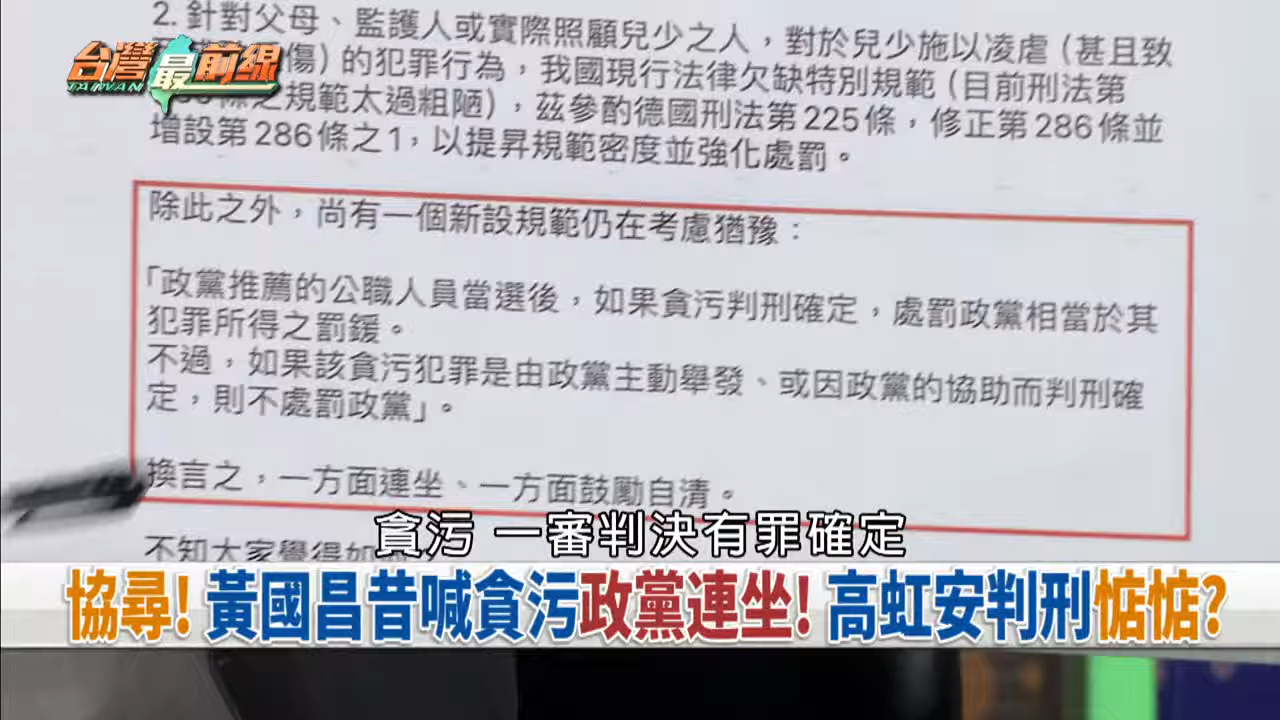 2. 針對父母、監護人或實際照顧兒少之人，對於兒少施以凌虐（甚且致
傷）的犯罪行為，我國現行法律欠缺特別規範（目前刑法第
條之規範太過粗陋），茲參酌德國刑法第225條，修正第286條並
增設第286條之1，以提昇規範密度並強化處罰。
台灣最前線
TAIWAN
除此之外，尚有一個新設規範仍在考慮猶豫：
「政黨推薦的公職人員當選後，如果貪污判刑確定，處罰政黨相當於其
犯罪所得之罰鍰。
不過，如果該貪污犯罪是由政黨主動舉發、或因政黨的協助而判刑確
定，則不處罰政黨」。
換言之，一方面連坐、一方面鼓勵自清。
不知大家覺得如
貪污 一審判決有罪確定
協尋! 黃國昌昔喊貪污政黨連坐! 高虹安判刑惦惦?